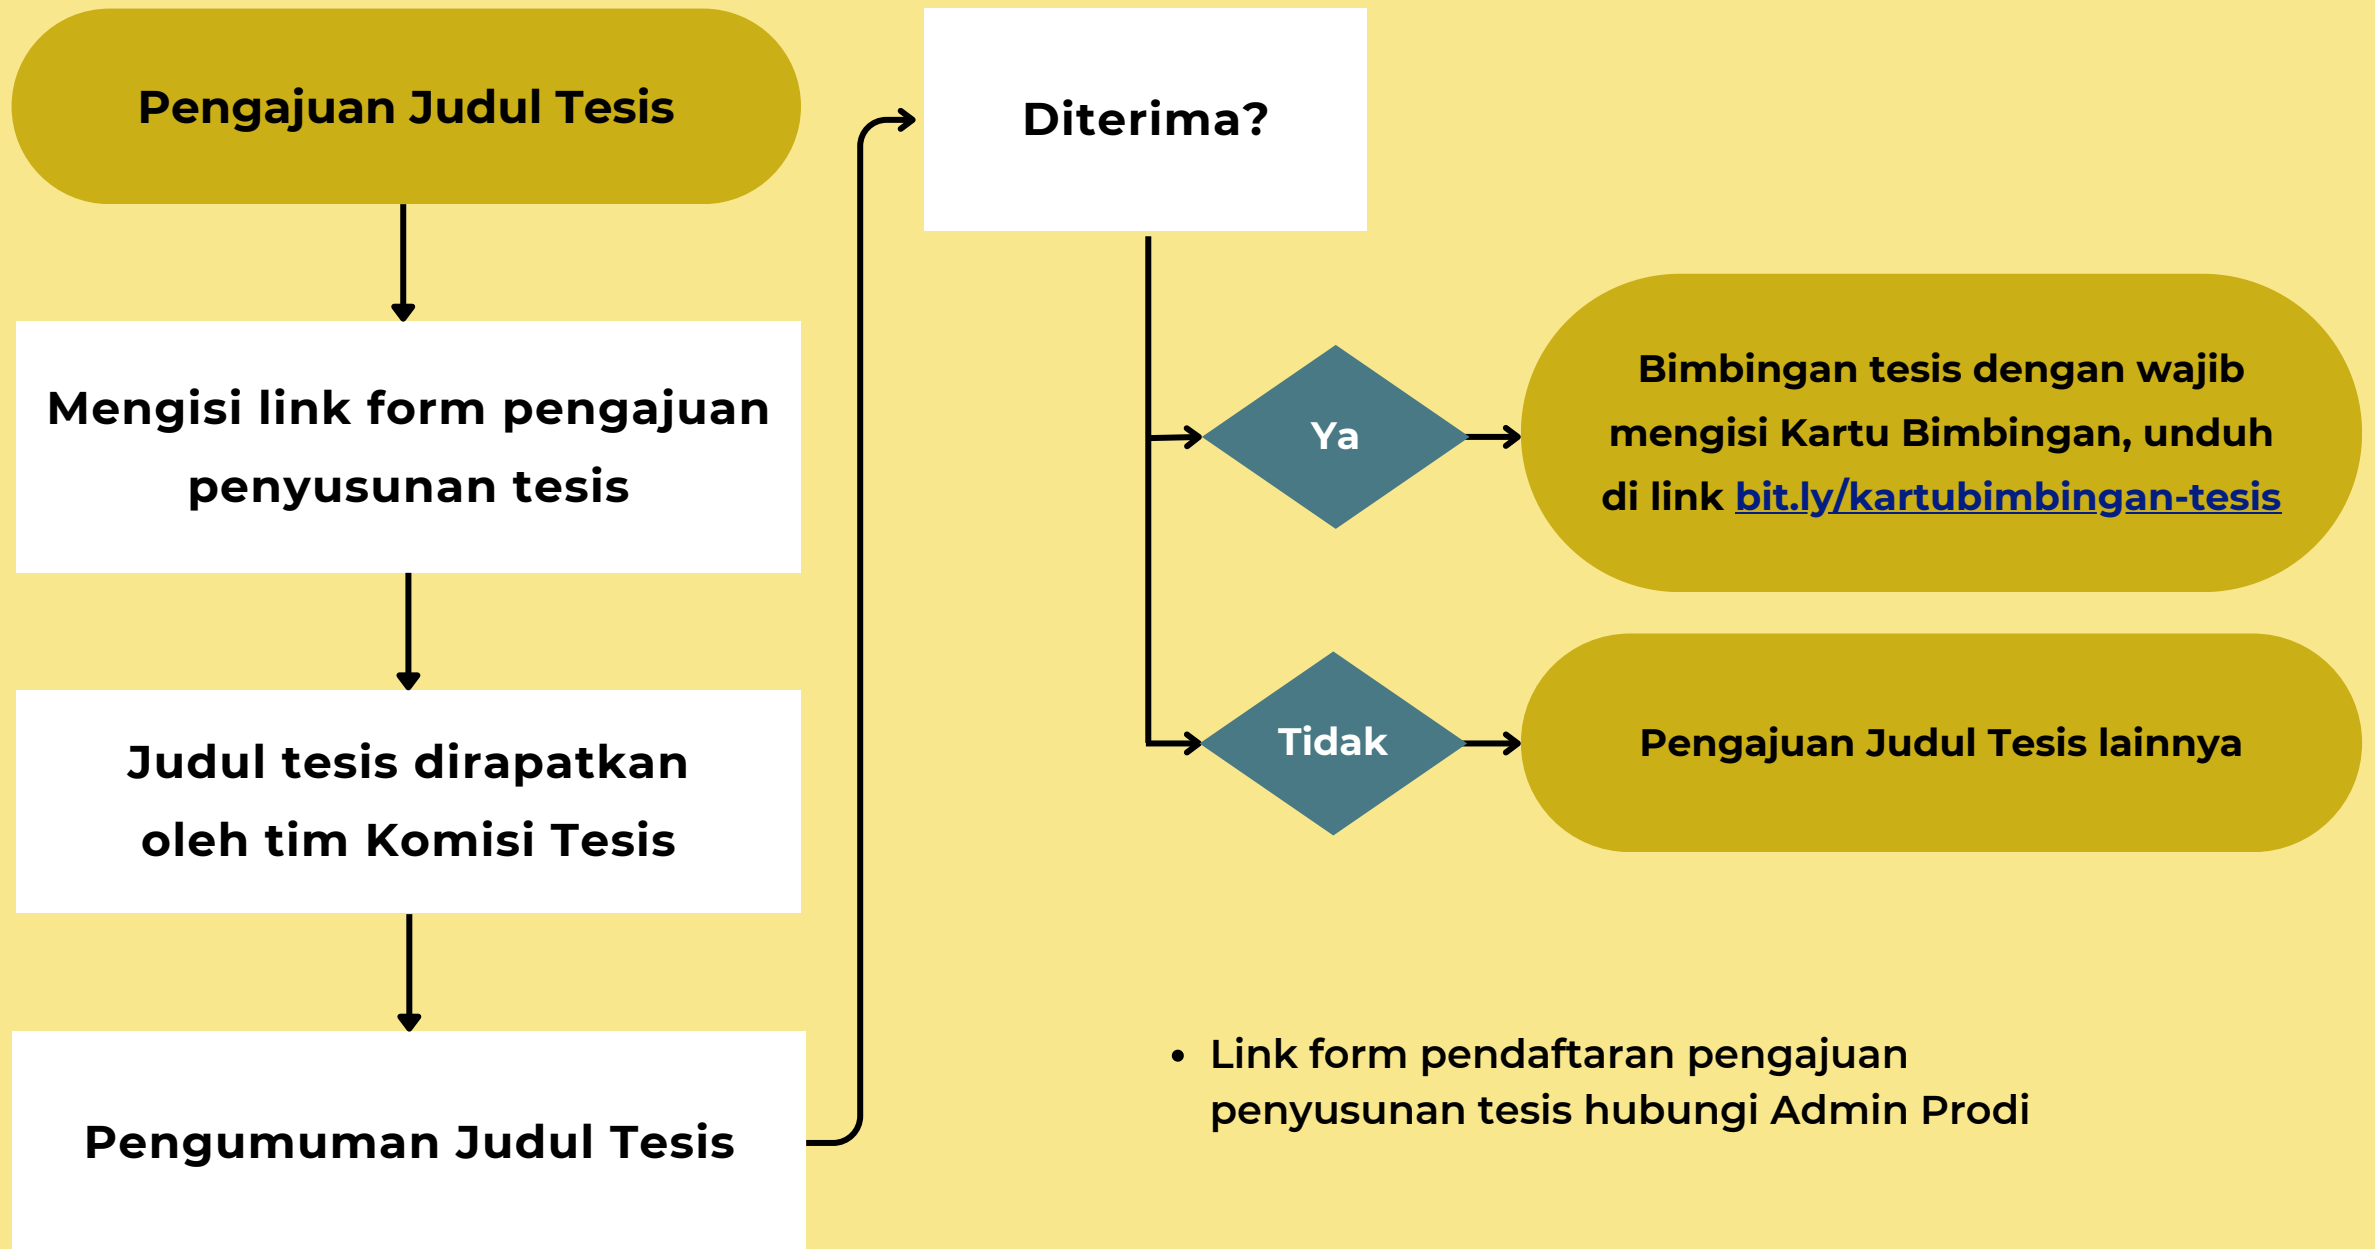 Pengajuan Judul Tesis
Mengisi link form pengajuan
penyusunan tesis
Judul tesis dirapatkan
oleh tim Komisi Tesis
Pengumuman Judul Tesis
Diterima?
Ya
Bimbingan tesis dengan wajib
mengisi Kartu Bimbingan, unduh
di link bit.ly/kartubimbingan-tesis
Tidak
Pengajuan Judul Tesis lainnya
• Link form pendaftaran pengajuan
penyusunan tesis hubungi Admin Prodi